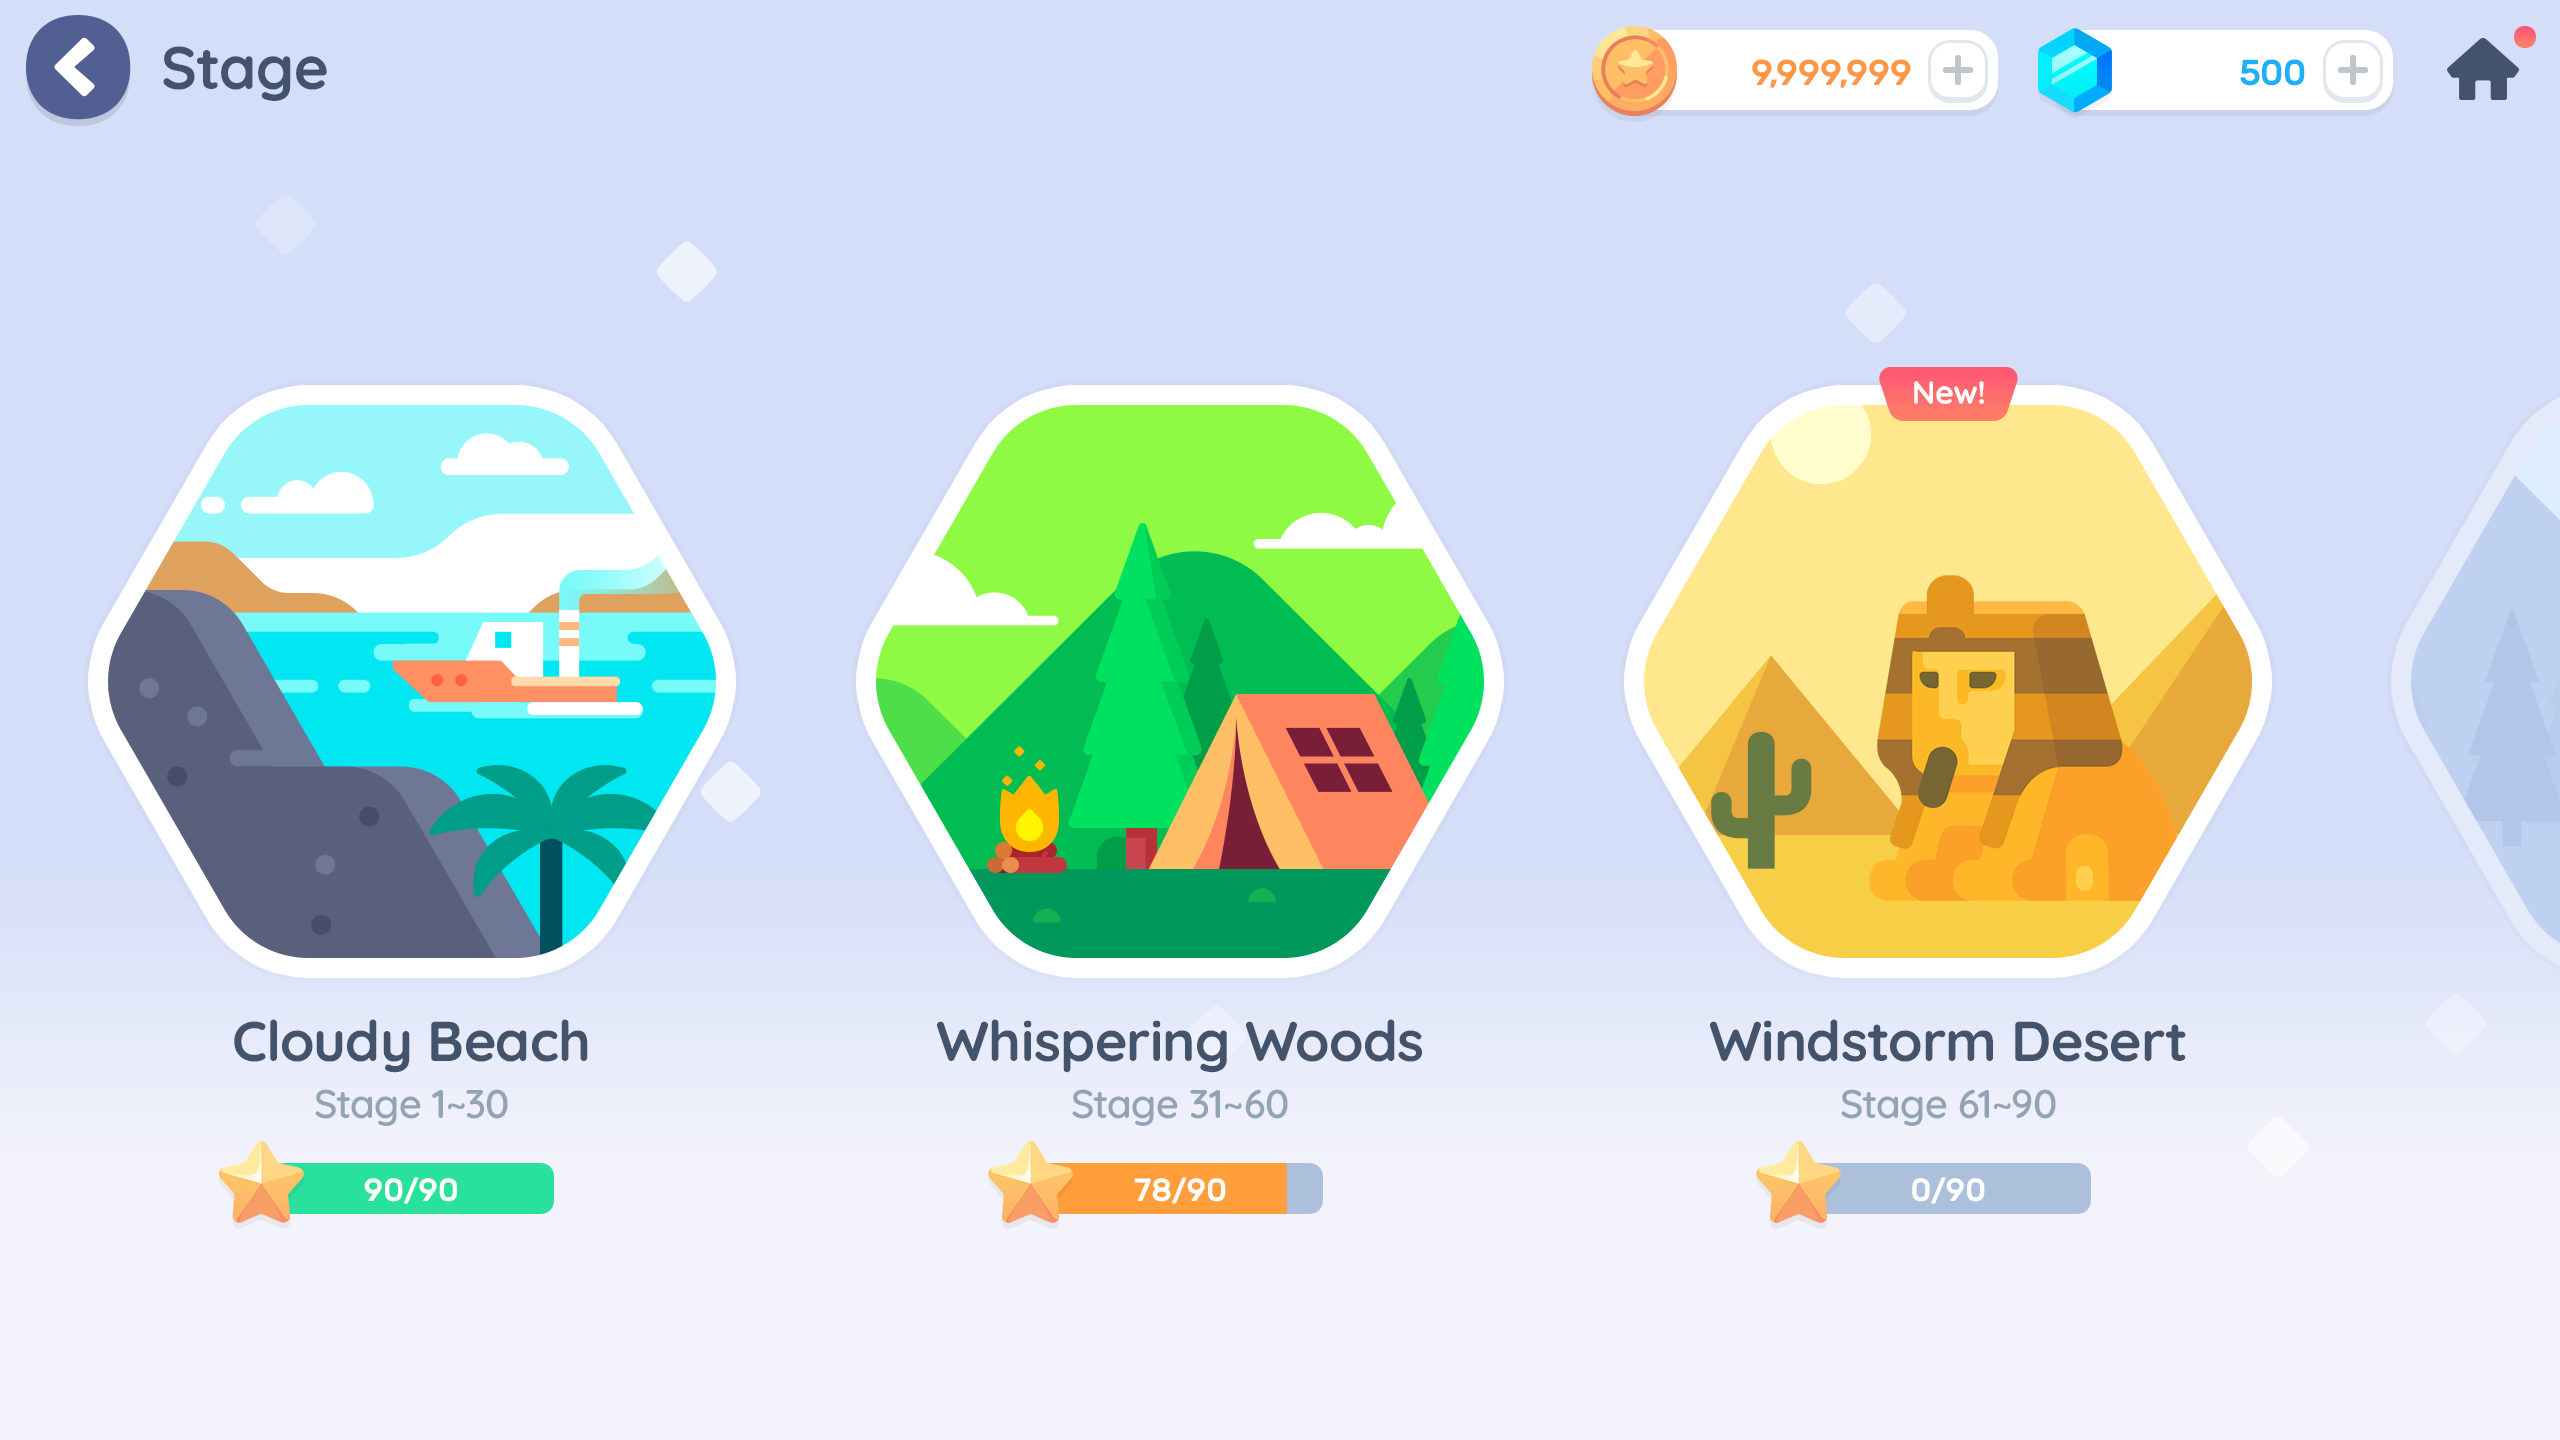 Stage
9,999,999
500
New!
Cloudy Beach
Stage 1~30
90/90
Whispering Woods
Stage 31~60
78/90
Windstorm Desert
Stage 61~90
0/90